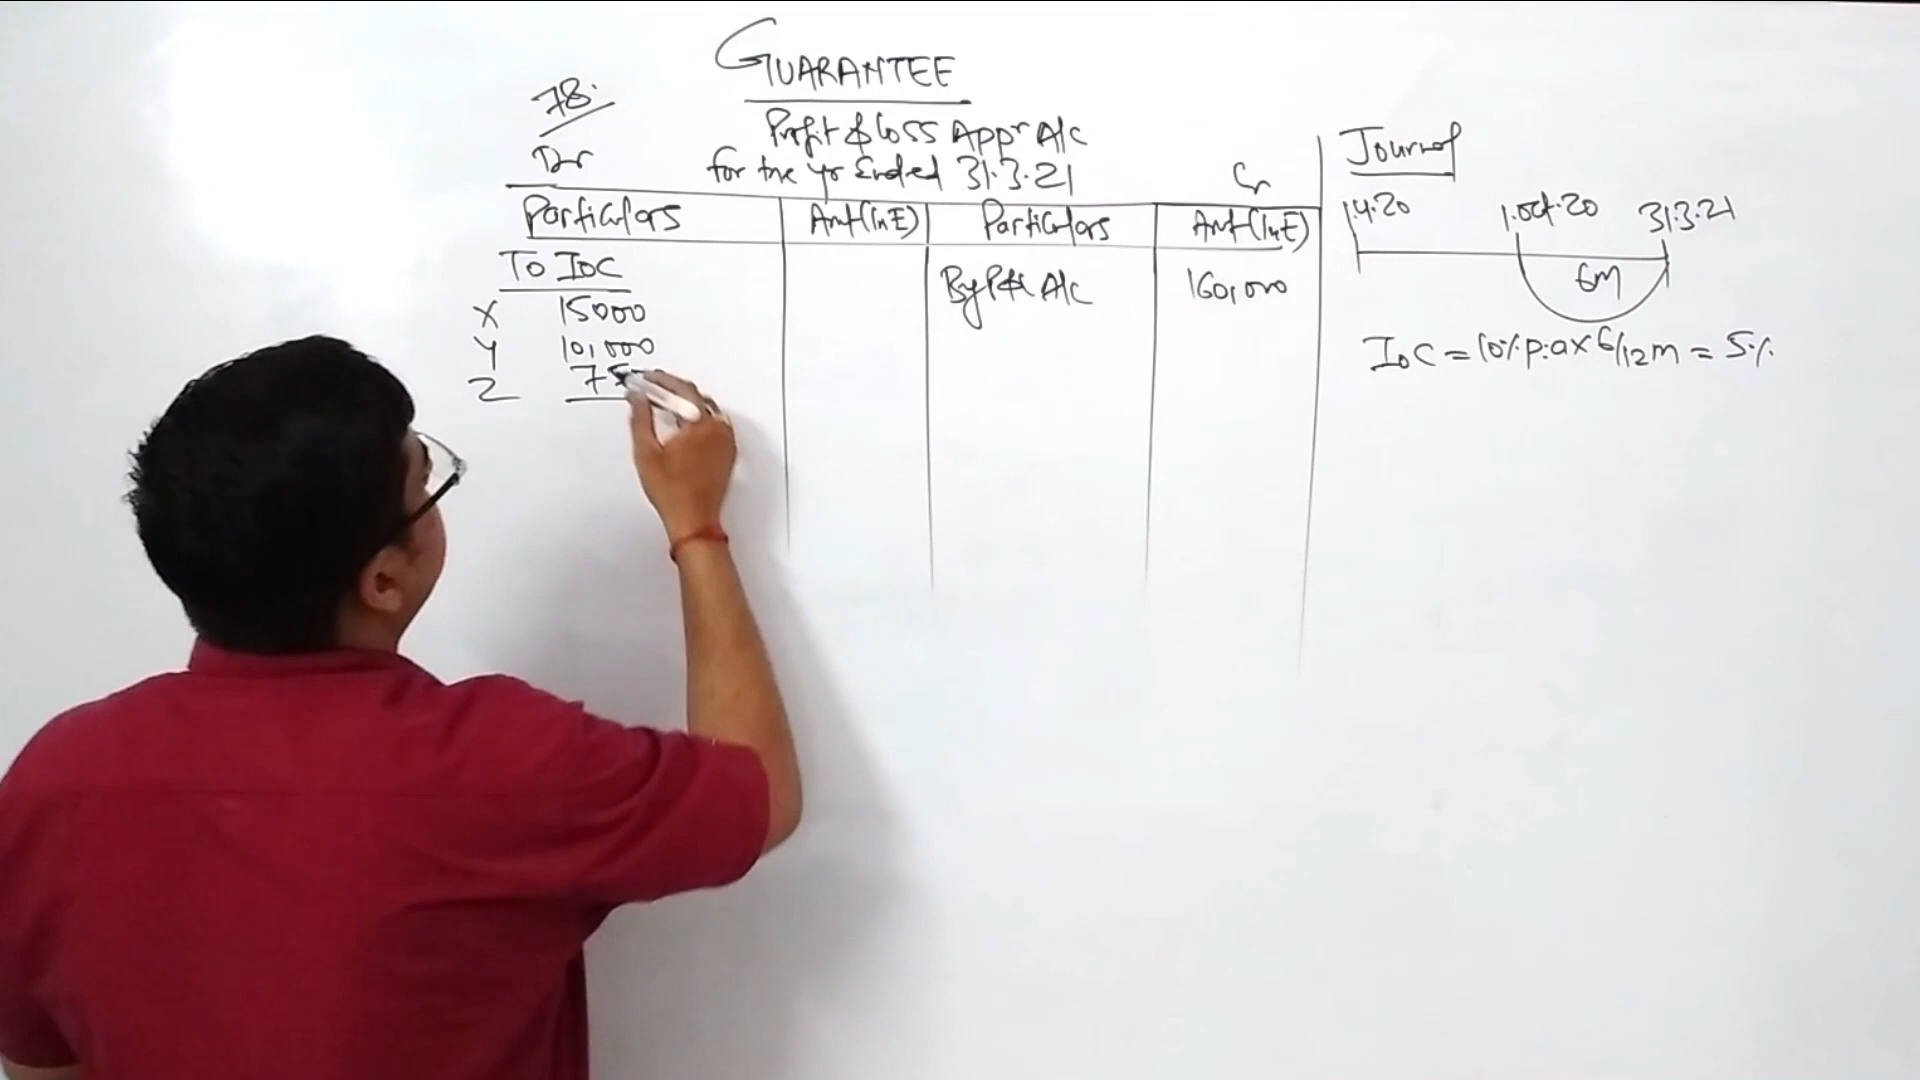 GUARANTEE
78.
Profit & Loss Appr A/c
for the yr Ended 31.3.21
Dr
Cr
Particulars Amt(in ₹) Particulars Amt(in ₹)
To IOC
X 15000
Y 10,000
Z
By P&L A/c 160,000
Journal
1.4.20 1.Oct.20 31.3.21
6m
IOC = 10% p.a x 6/12m = 5%